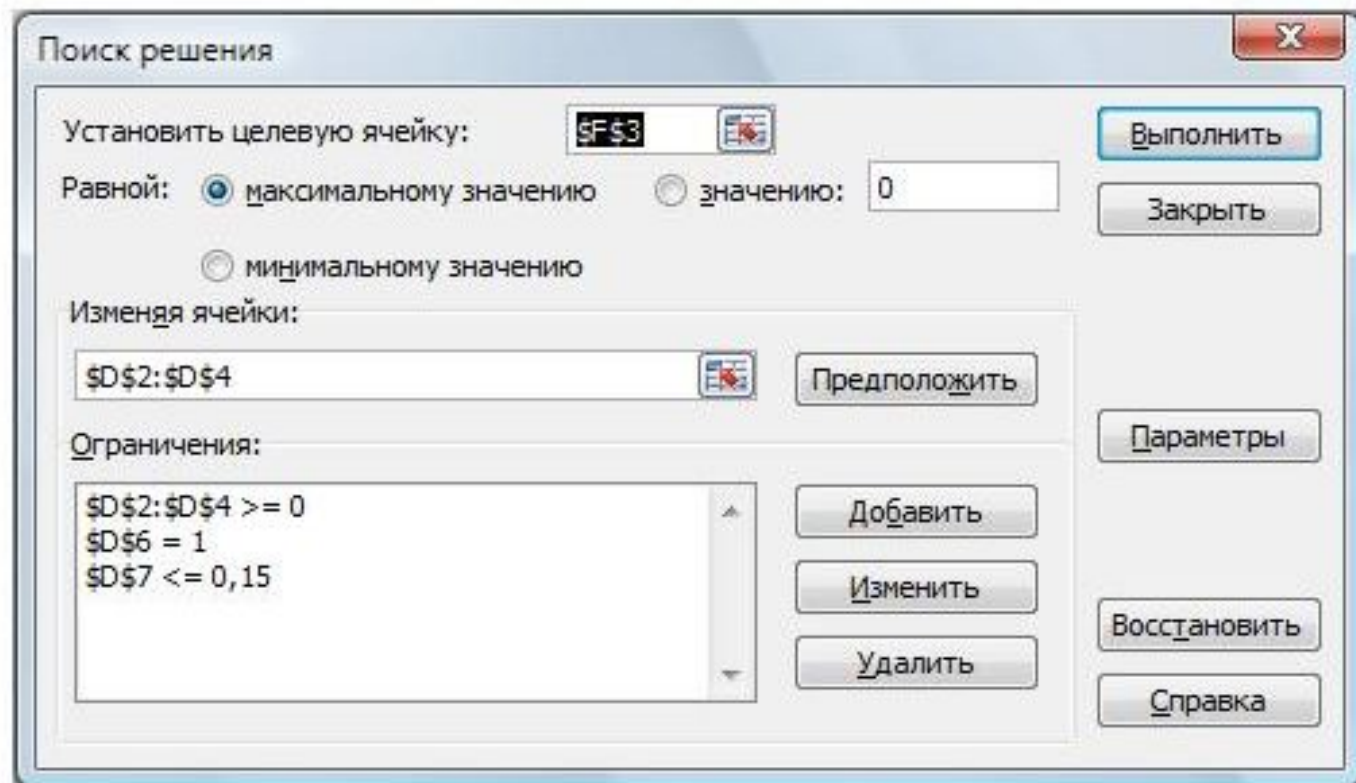 Поиск решения
X
Установить целевую ячейку: $F$3
Выполнить
Равной: максимальному значению значению: 0
Закрыть
минимальному значению
Изменяя ячейки:
$D$2:$D$4 Предположить
Параметры
Ограничения:
$D$2:$D$4 >= 0
$D$6 = 1
$D$7 <= 0,15
Добавить
Изменить
Удалить
Восстановить
Справка